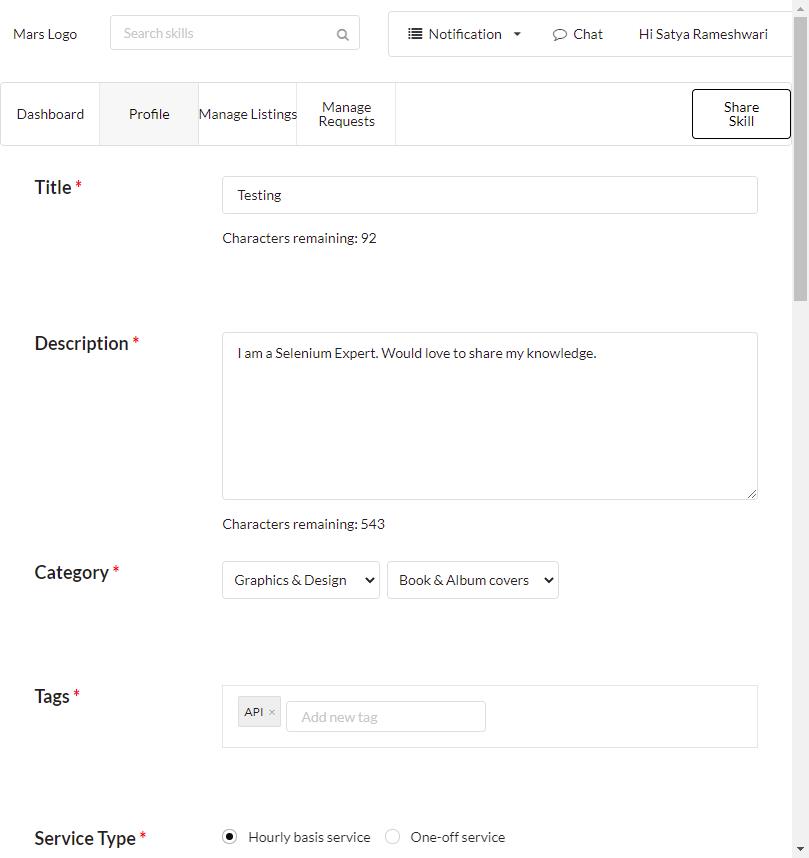 Mars Logo
Search skills
Notification
Chat
Hi Satya Rameshwari
Dashboard
Profile
Manage Listings
Manage
Requests
Share
Skill
Title *
Testing
Characters remaining: 92
Description *
I am a Selenium Expert. Would love to share my knowledge.
Characters remaining: 543
Category *
Graphics & Design
Book & Album covers
Tags *
API ×
Add new tag
Service Type *
Hourly basis service
One-off service